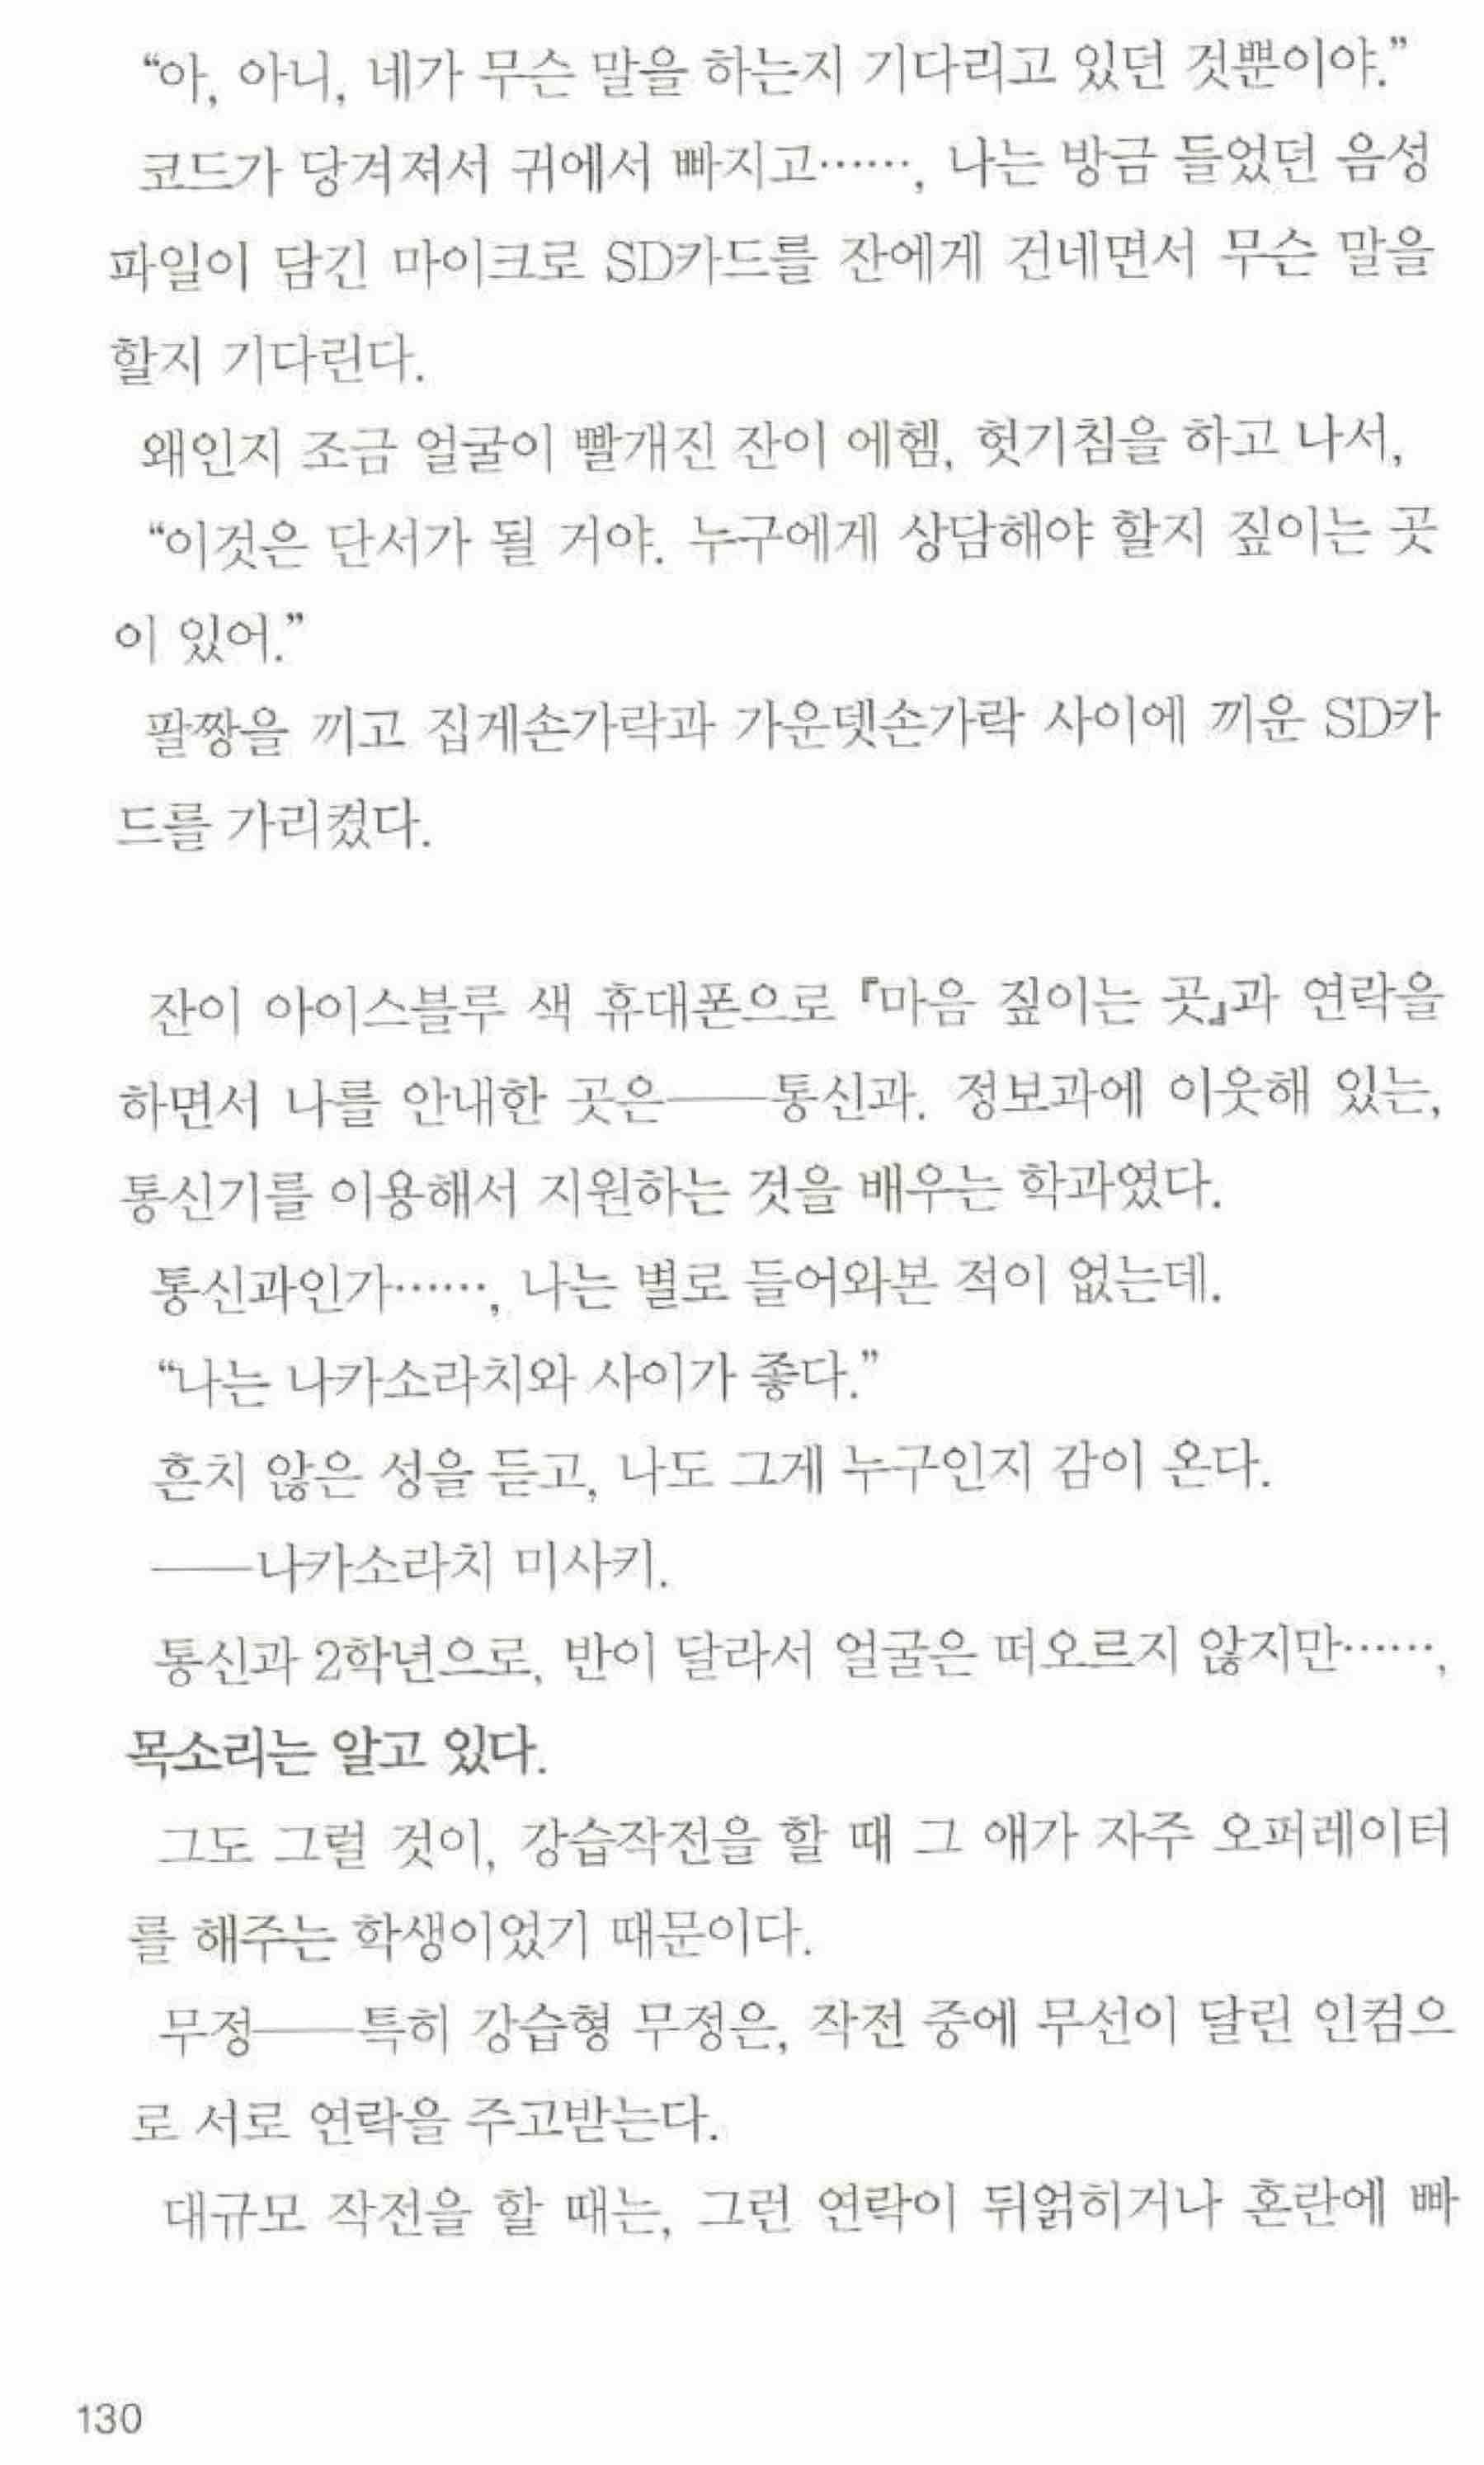 “아, 아니, 네가 무슨 말을 하는지 기다리고 있던 것뿐이야.”
코드가 당겨져서 귀에서 빠지고……, 나는 방금 들었던 음성
파일이 담긴 마이크로 SD카드를 잔에게 건네면서 무슨 말을
할지 기다린다.
왜인지 조금 얼굴이 빨개진 잔이 에헴, 헛기침을 하고 나서,
“이것은 단서가 될 거야. 누구에게 상담해야 할지 짚이는 곳
이 있어.”
팔짱을 끼고 집게손가락과 가운뎃손가락 사이에 끼운 SD카
드를 가리켰다.
잔이 아이스블루 색 휴대폰으로 『마음 짚이는 곳』과 연락을
하면서 나를 안내한 곳은──통신과. 정보과에 이웃해 있는,
통신기를 이용해서 지원하는 것을 배우는 학과였다.
통신과인가……, 나는 별로 들어와본 적이 없는데.
“나는 나카소라치와 사이가 좋다.”
흔치 않은 성을 듣고, 나도 그게 누구인지 감이 온다.
──나카소라치 미사키.
통신과 2학년으로, 반이 달라서 얼굴은 떠오르지 않지만……,
목소리는 알고 있다.
그도 그럴 것이, 강습작전을 할 때 그 애가 자주 오퍼레이터
를 해주는 학생이었기 때문이다.
무정──특히 강습형 무정은, 작전 중에 무선이 달린 인컴으
로 서로 연락을 주고받는다.
대규모 작전을 할 때는, 그런 연락이 뒤얽히거나 혼란에 빠
130